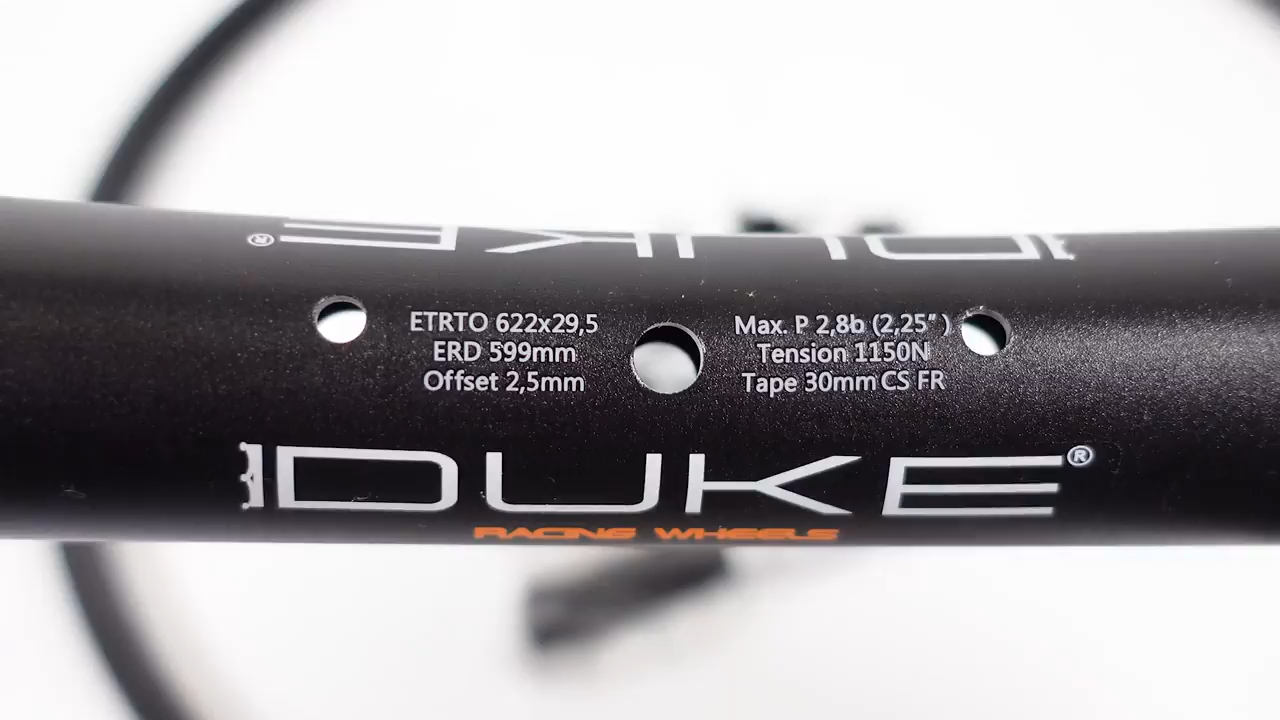 DUKE®
ETRTO 622x29,5
ERD 599mm
Offset 2,5mm
Max. P 2,8b (2,25")
Tension 1150N
Tape 30mm CS FR
DUKE®
RACING WHEELS